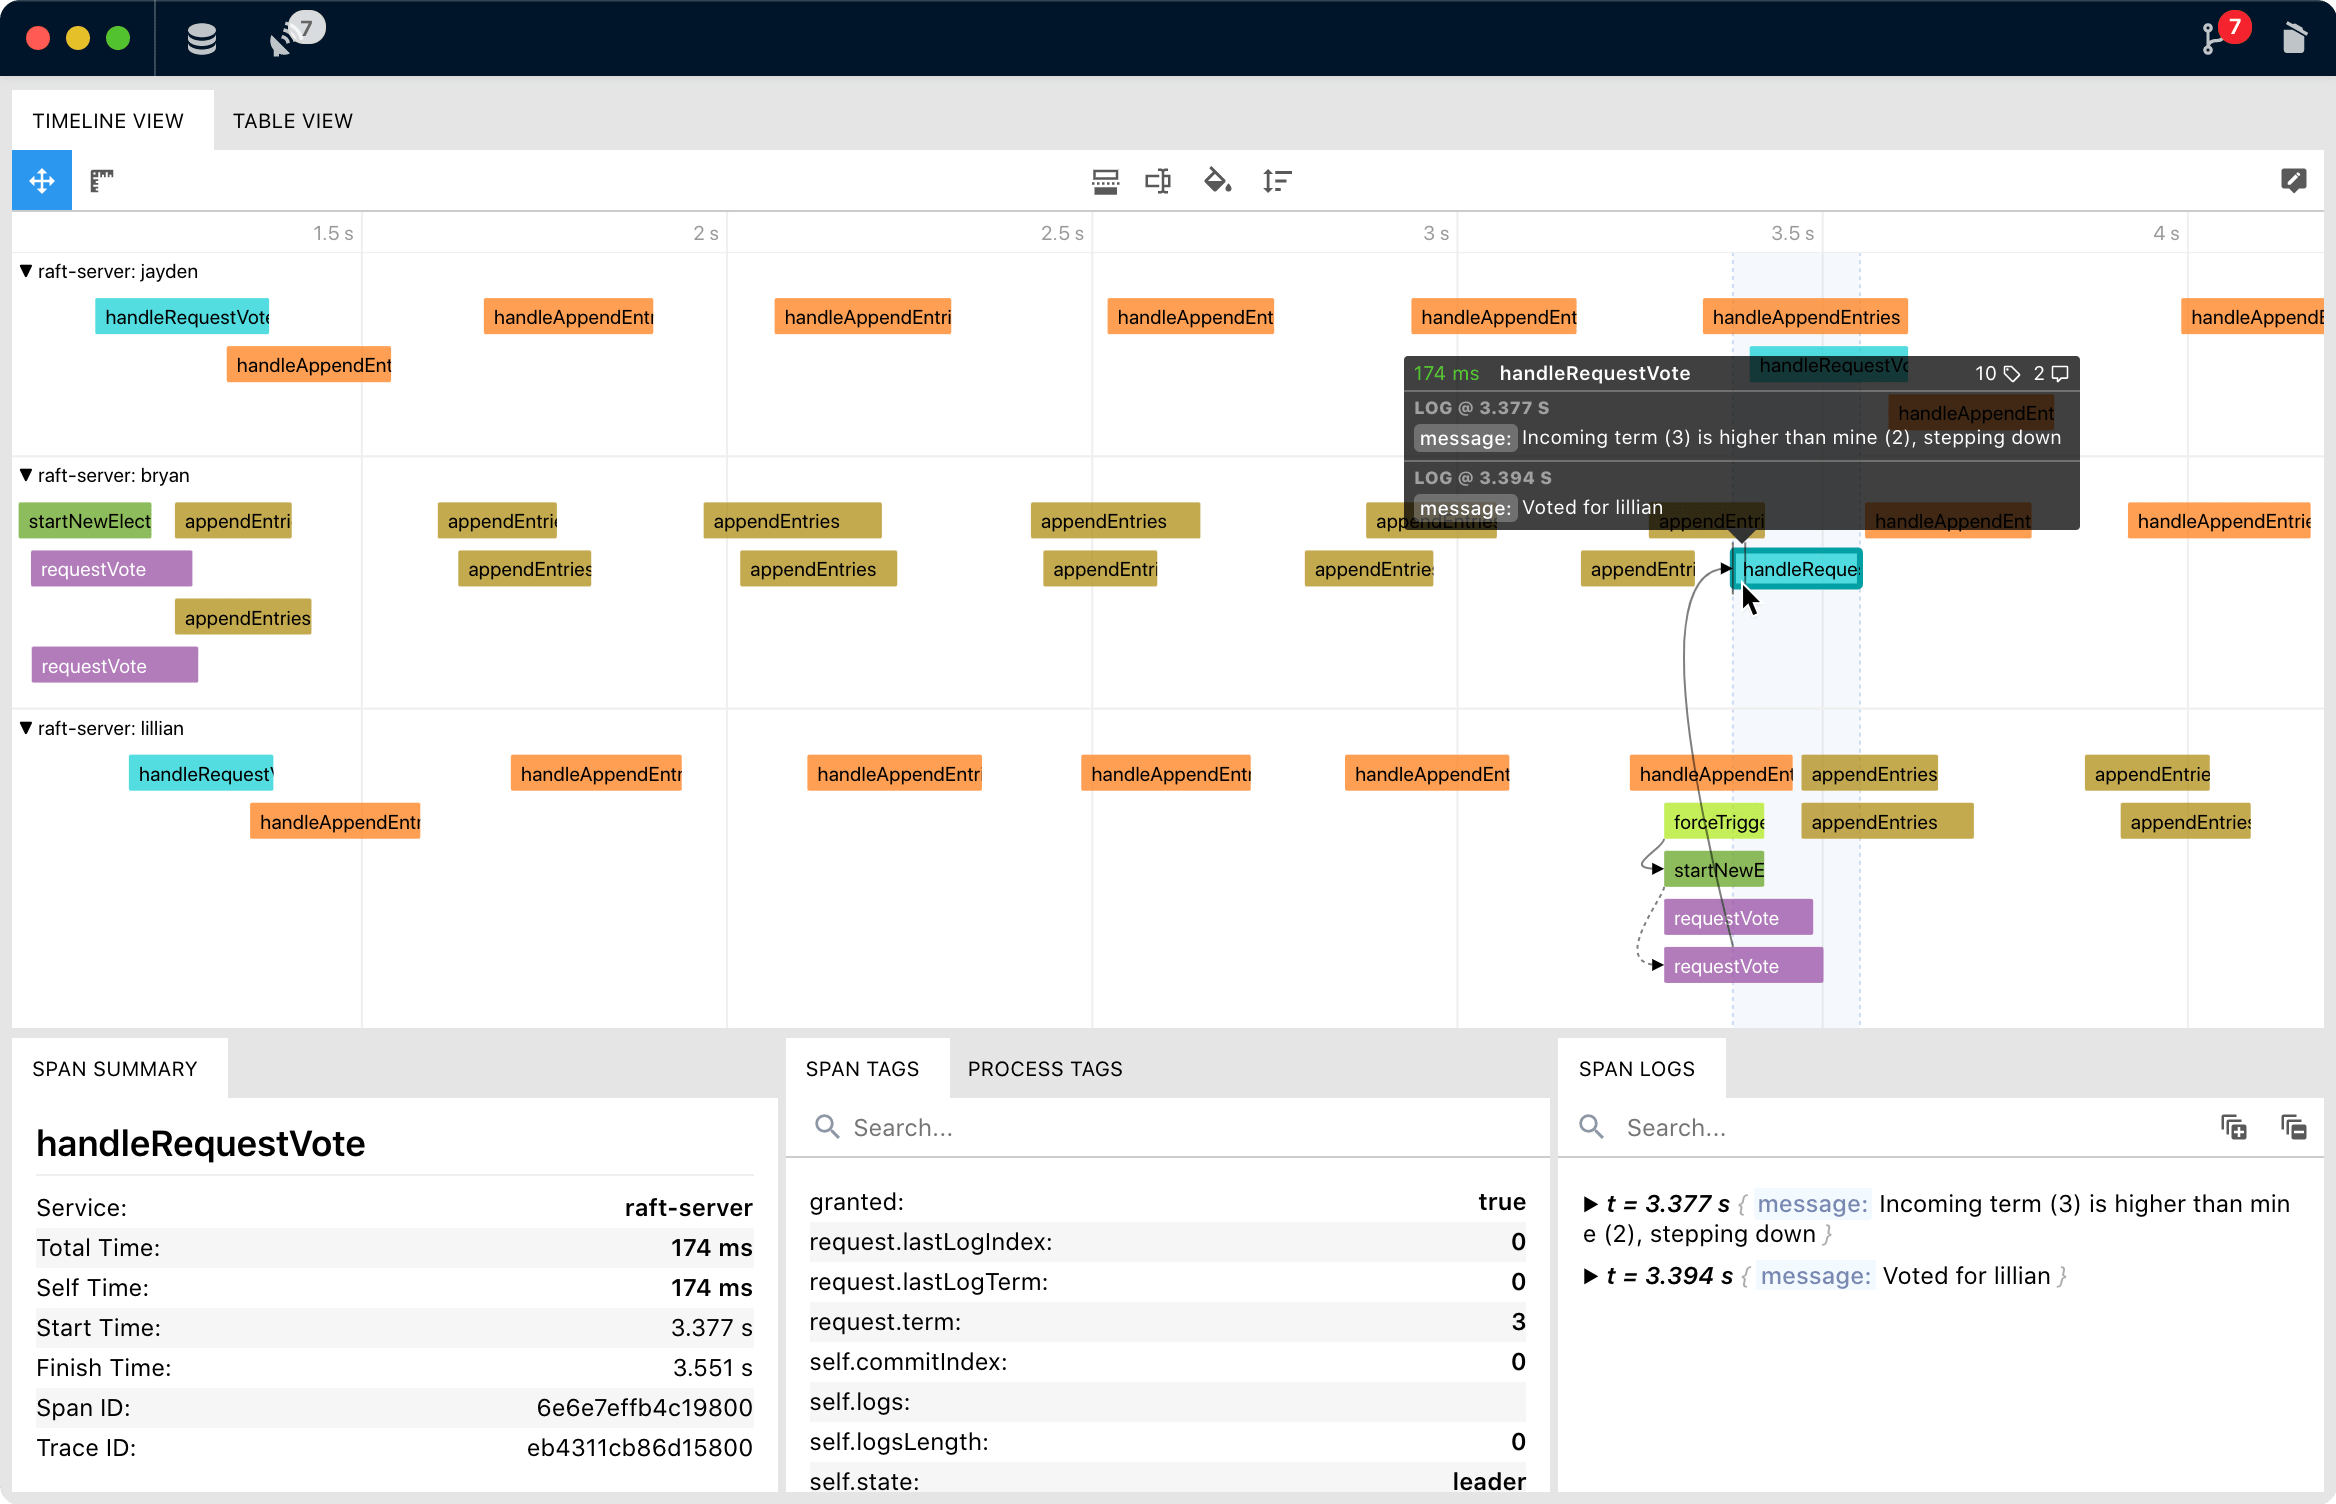 7
7
TIMELINE VIEW
TABLE VIEW
1.5 s
2 s
2.5 s
3 s
3.5 s
4 s
raft-server: jayden
handleRequestVote
handleAppendEntr
handleAppendEntri
handleAppendEnt
handleAppendEnt
handleAppendEntries
handleAppendE
handleAppendEnt
handleRequestVo
handleAppendEnt
174 ms handleRequestVote 10 2
LOG @ 3.377 S
message: Incoming term (3) is higher than mine (2), stepping down
LOG @ 3.394 S
message: Voted for lillian
raft-server: bryan
startNewElect
appendEntri
appendEntrie
appendEntries
appendEntries
appendEntries
appendEntri
handleAppendEnt
handleAppendEntrie
requestVote
appendEntries
appendEntries
appendEntri
appendEntries
appendEntri
handleReque
appendEntries
requestVote
raft-server: lillian
handleRequestV
handleAppendEntr
handleAppendEntri
handleAppendEntr
handleAppendEnt
handleAppendEnt
appendEntries
appendEntrie
handleAppendEntr
forceTrigge
appendEntries
appendEntries
startNewE
requestVote
requestVote
SPAN SUMMARY
handleRequestVote
Service: raft-server
Total Time: 174 ms
Self Time: 174 ms
Start Time: 3.377 s
Finish Time: 3.551 s
Span ID: 6e6e7effb4c19800
Trace ID: eb4311cb86d15800
SPAN TAGS
PROCESS TAGS
Search...
granted: true
request.lastLogIndex: 0
request.lastLogTerm: 0
request.term: 3
self.commitIndex: 0
self.logs:
self.logsLength: 0
self.state: leader
SPAN LOGS
Search...
t = 3.377 s { message: Incoming term (3) is higher than min
e (2), stepping down }
t = 3.394 s { message: Voted for lillian }